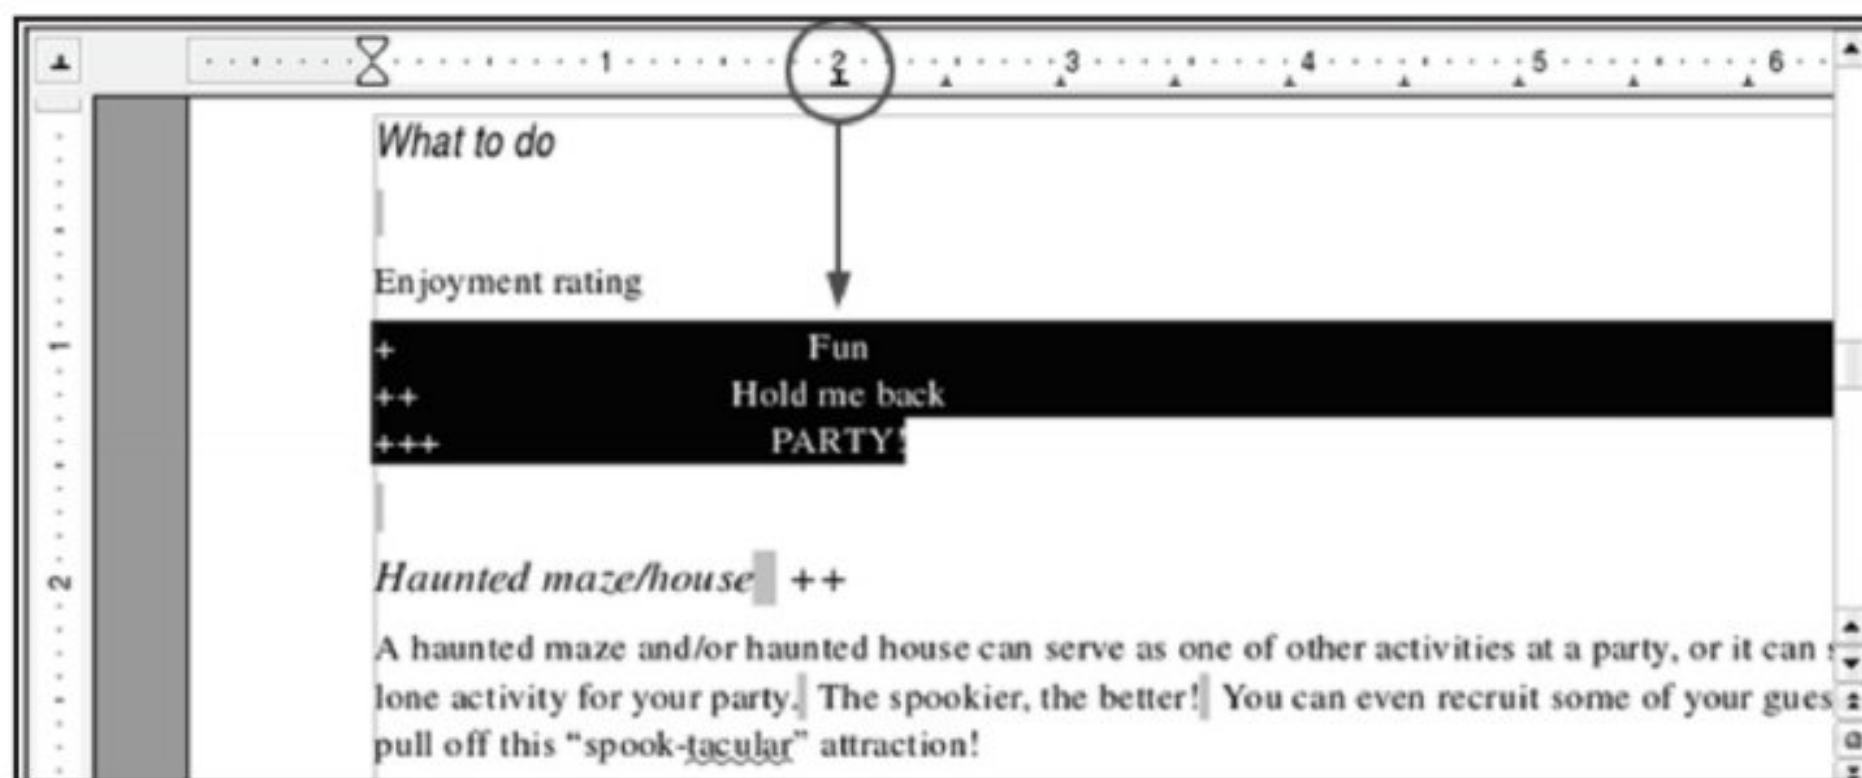 1 2 3 4 5 6
What to do
Enjoyment rating
+ Fun
++ Hold me back
+++ PARTY!
1
Haunted maze/house ++
2
A haunted maze and/or haunted house can serve as one of other activities at a party, or it can s
lone activity for your party. The spookier, the better! You can even recruit some of your gues
pull off this “spook-tacular” attraction!